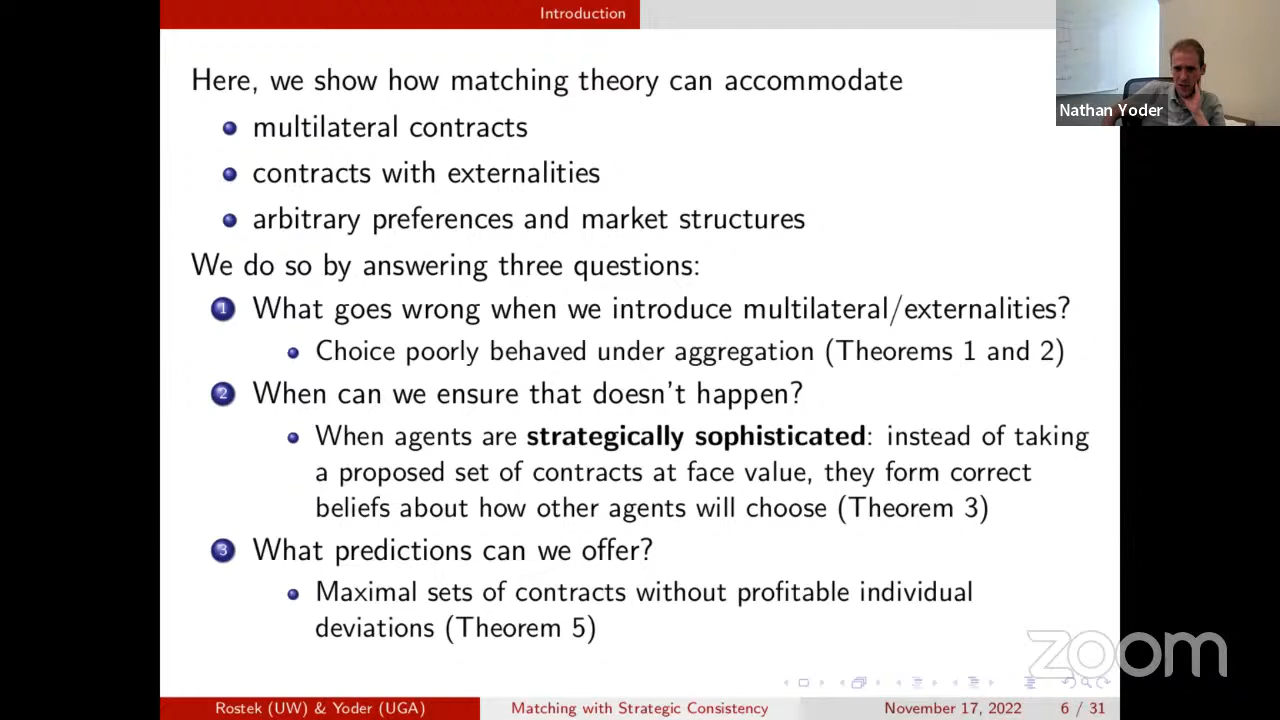 Introduction
Nathan Yoder
Here, we show how matching theory can accommodate
multilateral contracts
contracts with externalities
arbitrary preferences and market structures
We do so by answering three questions:
1 What goes wrong when we introduce multilateral/externalities?
Choice poorly behaved under aggregation (Theorems 1 and 2)
2 When can we ensure that doesn't happen?
When agents are strategically sophisticated: instead of taking
a proposed set of contracts at face value, they form correct
beliefs about how other agents will choose (Theorem 3)
3 What predictions can we offer?
Maximal sets of contracts without profitable individual
deviations (Theorem 5)
zoom
Rostek (UW) & Yoder (UGA) Matching with Strategic Consistency November 17, 2022 6 / 31